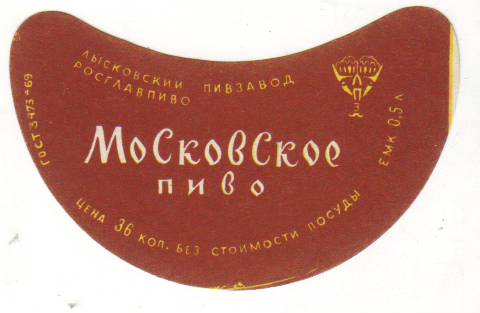 ЛЫСКОВСКИЙ ПИВЗАВОД
РОСГЛАВПИВО
ГОСТ 3473-69
МОСКОВСКОЕ
ПИВО
ЕМК 0,5 Л
ЦЕНА 36 КОП. БЕЗ СТОИМОСТИ ПОСУДЫ